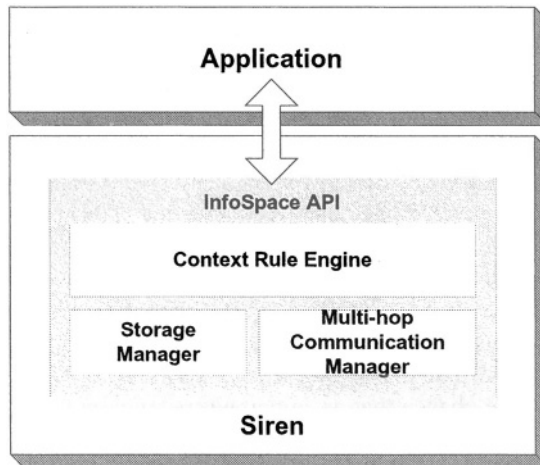 Application
InfoSpace API
Context Rule Engine
Storage
Manager
Multi-hop
Communication
Manager
Siren